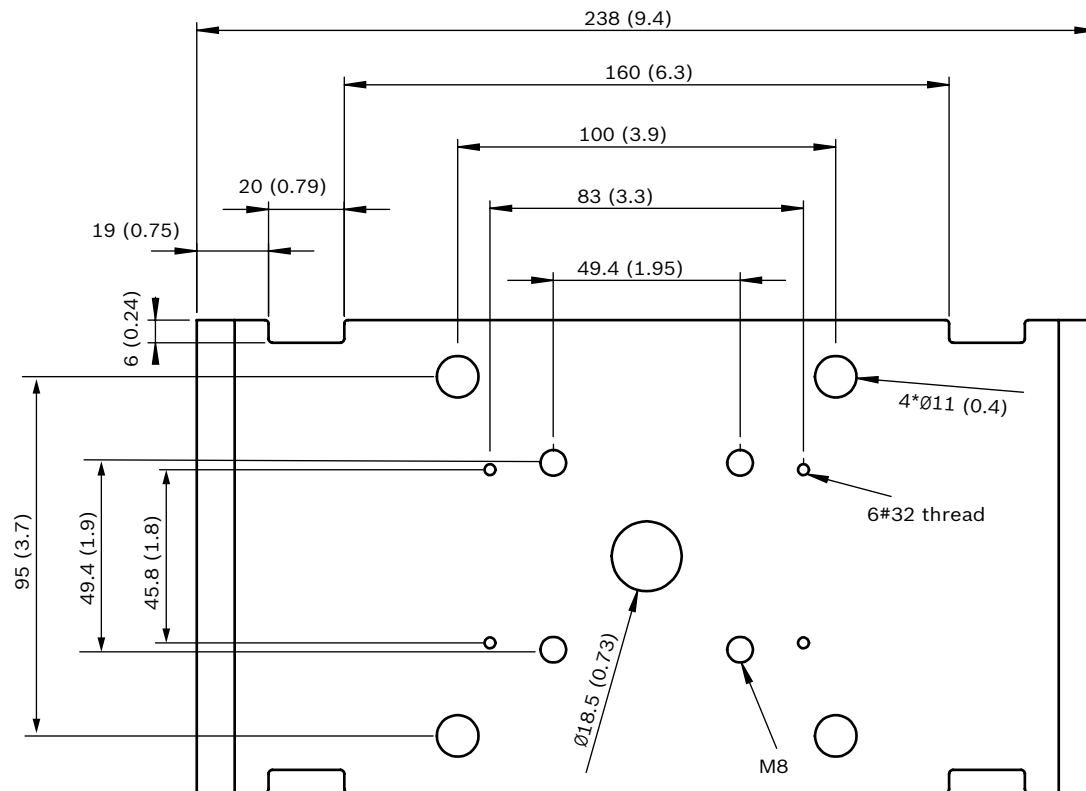 238 (9.4)
160 (6.3)
100 (3.9)
20 (0.79)
83 (3.3)
19 (0.75)
49.4 (1.95)
6 (0.24)
4*Ø11 (0.4)
6#32 thread
95 (3.7)
49.4 (1.9)
45.8 (1.8)
Ø18.5 (0.73)
M8